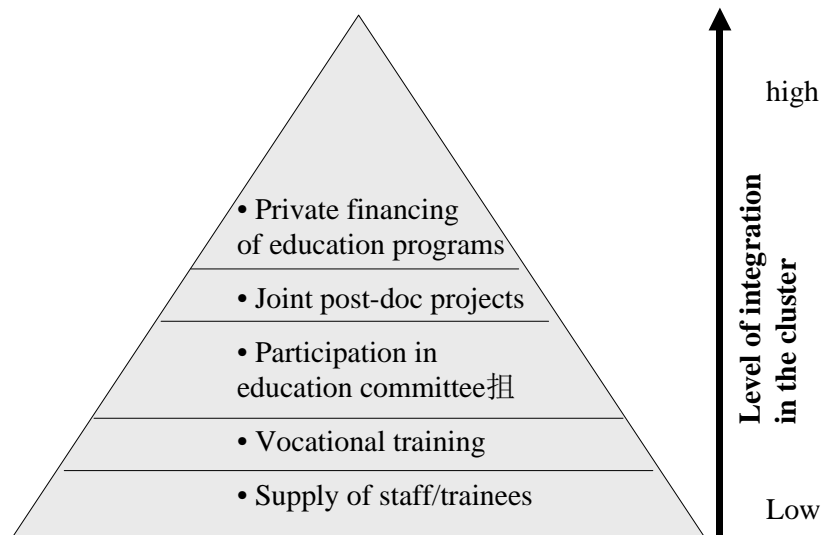 high
• Private financing
of education programs
• Joint post-doc projects
• Participation in
education committee担
• Vocational training
• Supply of staff/trainees
Low
Level of integration
in the cluster